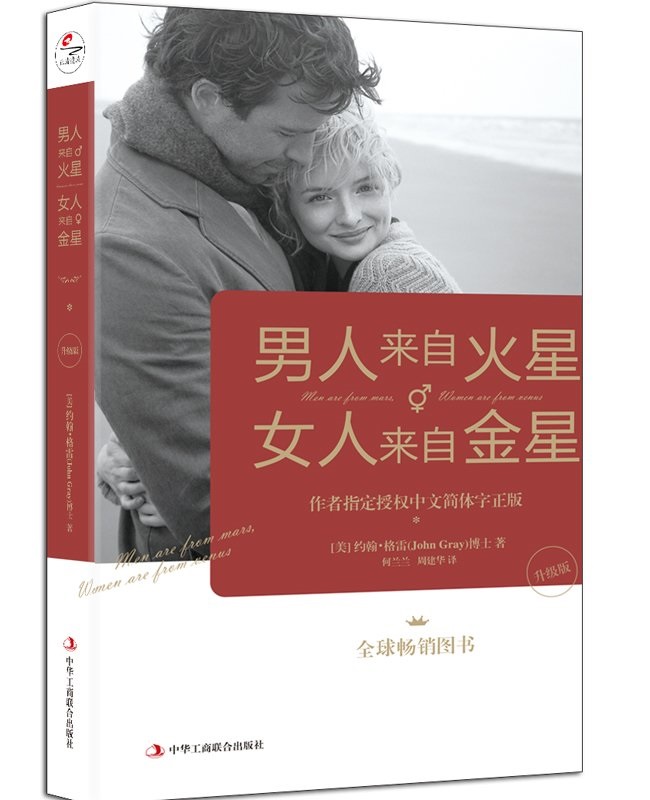 男人来自火星
Men are from mars, Women are from venus
女人来自金星
作者指定授权中文简体字正版
*
[美] 约翰·格雷(John Gray)博士 著
何兰兰 周建华 译
升级版
全球畅销图书
中华工商联合出版社
Men are from mars,
Women are from venus
男人
来自
火星
女人
来自
金星
*
升级版
[美] 约翰·格雷(John Gray)博士 著
中华工商联合出版社